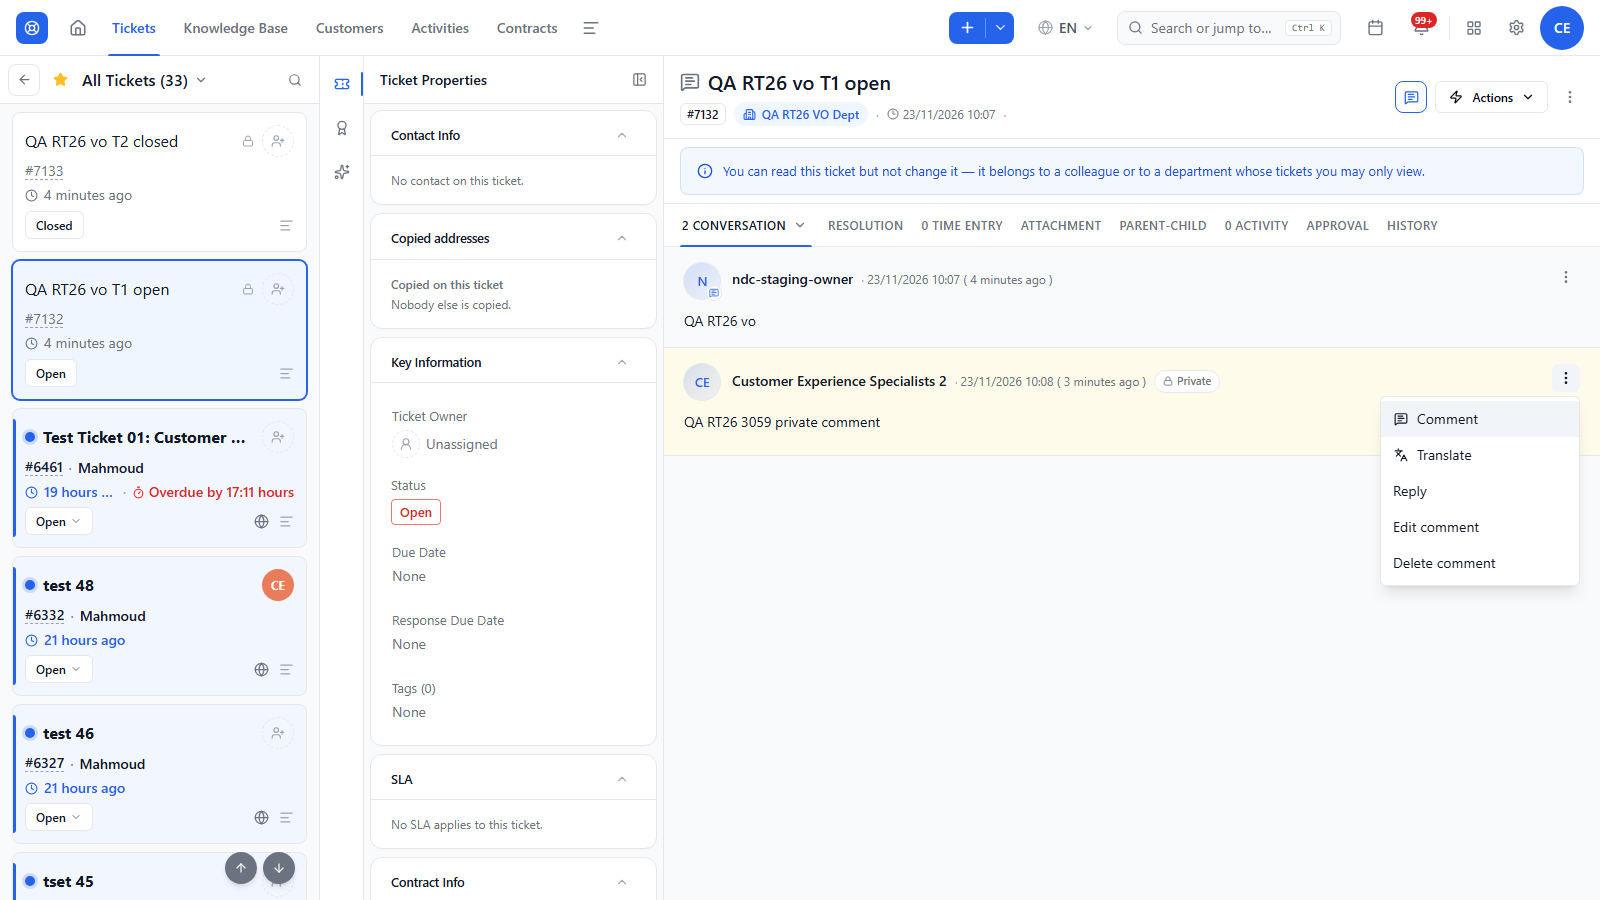 Tickets
Knowledge Base
Customers
Activities
Contracts
EN
Search or jump to...
Ctrl K
99+
CE
All Tickets (33)
QA RT26 vo T2 closed
#7133
4 minutes ago
Closed
QA RT26 vo T1 open
#7132
4 minutes ago
Open
Test Ticket 01: Customer ...
#6461 · Mahmoud
19 hours ... · Overdue by 17:11 hours
Open
test 48
CE
#6332 · Mahmoud
21 hours ago
Open
test 46
#6327 · Mahmoud
21 hours ago
Open
tset 45
Ticket Properties
Contact Info
No contact on this ticket.
Copied addresses
Copied on this ticket
Nobody else is copied.
Key Information
Ticket Owner
Unassigned
Status
Open
Due Date
None
Response Due Date
None
Tags (0)
None
SLA
No SLA applies to this ticket.
Contract Info
QA RT26 vo T1 open
#7132
QA RT26 VO Dept
· 23/11/2026 10:07 ·
Actions
You can read this ticket but not change it — it belongs to a colleague or to a department whose tickets you may only view.
2 CONVERSATION
RESOLUTION
0 TIME ENTRY
ATTACHMENT
PARENT-CHILD
0 ACTIVITY
APPROVAL
HISTORY
N
ndc-staging-owner · 23/11/2026 10:07 ( 4 minutes ago )
QA RT26 vo
CE
Customer Experience Specialists 2 · 23/11/2026 10:08 ( 3 minutes ago ) Private
QA RT26 3059 private comment
Comment
Translate
Reply
Edit comment
Delete comment